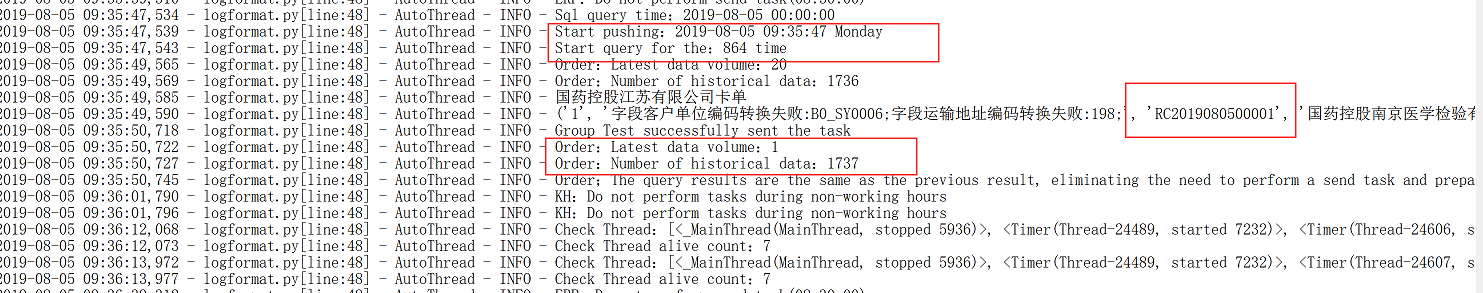 2019-08-05 09:35:47,534 - logformat.py[line:48] - AutoThread - INFO - Sql query time：2019-08-05 00:00:00
2019-08-05 09:35:47,539 - logformat.py[line:48] - AutoThread - INFO - Start pushing：2019-08-05 09:35:47 Monday
2019-08-05 09:35:47,543 - logformat.py[line:48] - AutoThread - INFO - Start query for the：864 time
2019-08-05 09:35:49,565 - logformat.py[line:48] - AutoThread - INFO - Order：Latest data volume：20
2019-08-05 09:35:49,569 - logformat.py[line:48] - AutoThread - INFO - Order：Number of historical data：1736
2019-08-05 09:35:49,585 - logformat.py[line:48] - AutoThread - INFO - 国药控股江苏有限公司卡单
2019-08-05 09:35:49,590 - logformat.py[line:48] - AutoThread - INFO - ('1', '字段客户单位编码转换失败:BO_SY0006;字段运输地址编码转换失败:198;', 'RC2019080500001', '国药控股南京医学检验有
2019-08-05 09:35:50,718 - logformat.py[line:48] - AutoThread - INFO - Group Test successfully sent the task
2019-08-05 09:35:50,722 - logformat.py[line:48] - AutoThread - INFO - Order：Latest data volume：1
2019-08-05 09:35:50,727 - logformat.py[line:48] - AutoThread - INFO - Order：Number of historical data：1737
2019-08-05 09:35:50,745 - logformat.py[line:48] - AutoThread - INFO - Order；The query results are the same as the previous result, eliminating the need to perform a send task and prepa
2019-08-05 09:36:01,790 - logformat.py[line:48] - AutoThread - INFO - KH：Do not perform tasks during non-working hours
2019-08-05 09:36:01,796 - logformat.py[line:48] - AutoThread - INFO - KH：Do not perform tasks during non-working hours
2019-08-05 09:36:12,068 - logformat.py[line:48] - AutoThread - INFO - Check Thread：[<_MainThread(MainThread, stopped 5936)>, <Timer(Thread-24489, started 7232)>, <Timer(Thread-24606, s
2019-08-05 09:36:12,073 - logformat.py[line:48] - AutoThread - INFO - Check Thread alive count：7
2019-08-05 09:36:13,972 - logformat.py[line:48] - AutoThread - INFO - Check Thread：[<_MainThread(MainThread, stopped 5936)>, <Timer(Thread-24489, started 7232)>, <Timer(Thread-24607, s
2019-08-05 09:36:13,977 - logformat.py[line:48] - AutoThread - INFO - Check Thread alive count：7